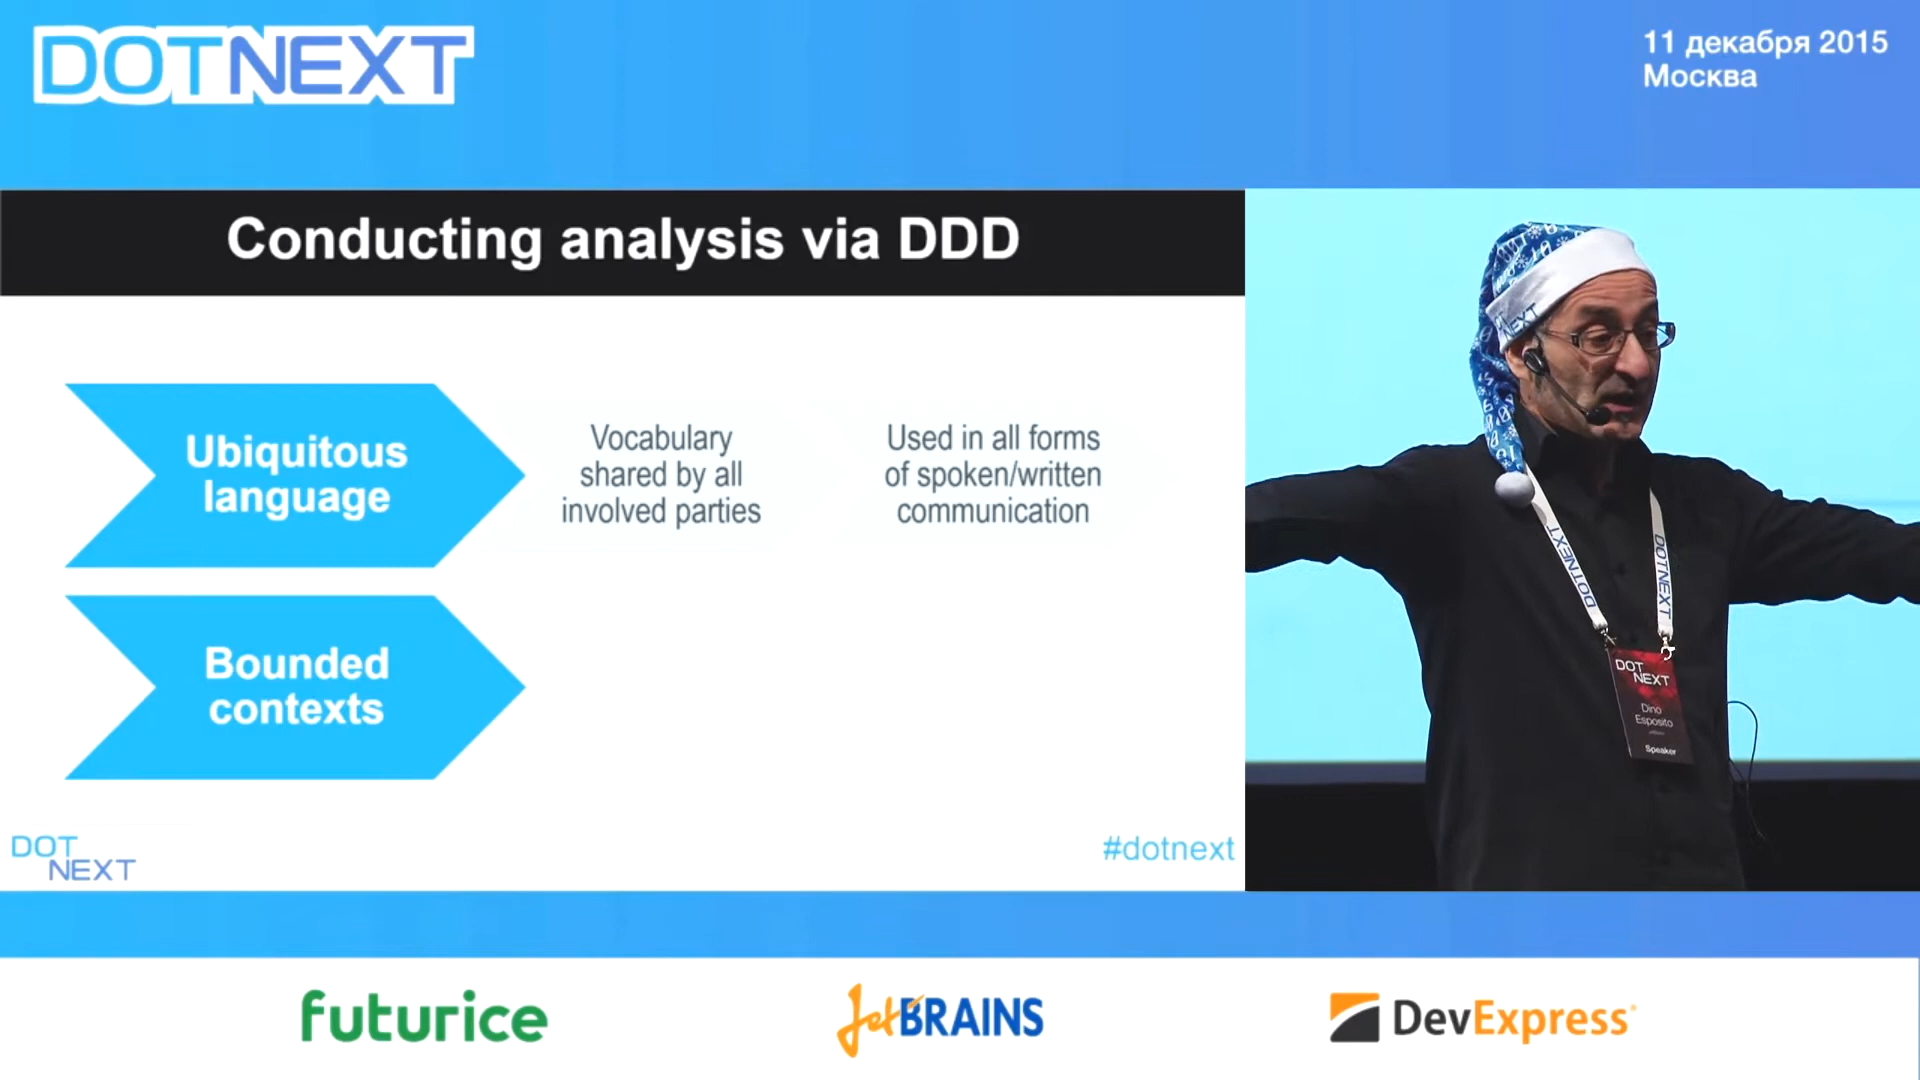 DOTNEXT
11 декабря 2015
Москва
Conducting analysis via DDD
Ubiquitous
language
Vocabulary
shared by all
involved parties
Used in all forms
of spoken/written
communication
Bounded
contexts
DOT
NEXT
#dotnext
DOTNEXT
DOTNEXT
DOT
NEXT
Dino
Esposito
Speaker
futurice
JetBRAINS
DevExpress